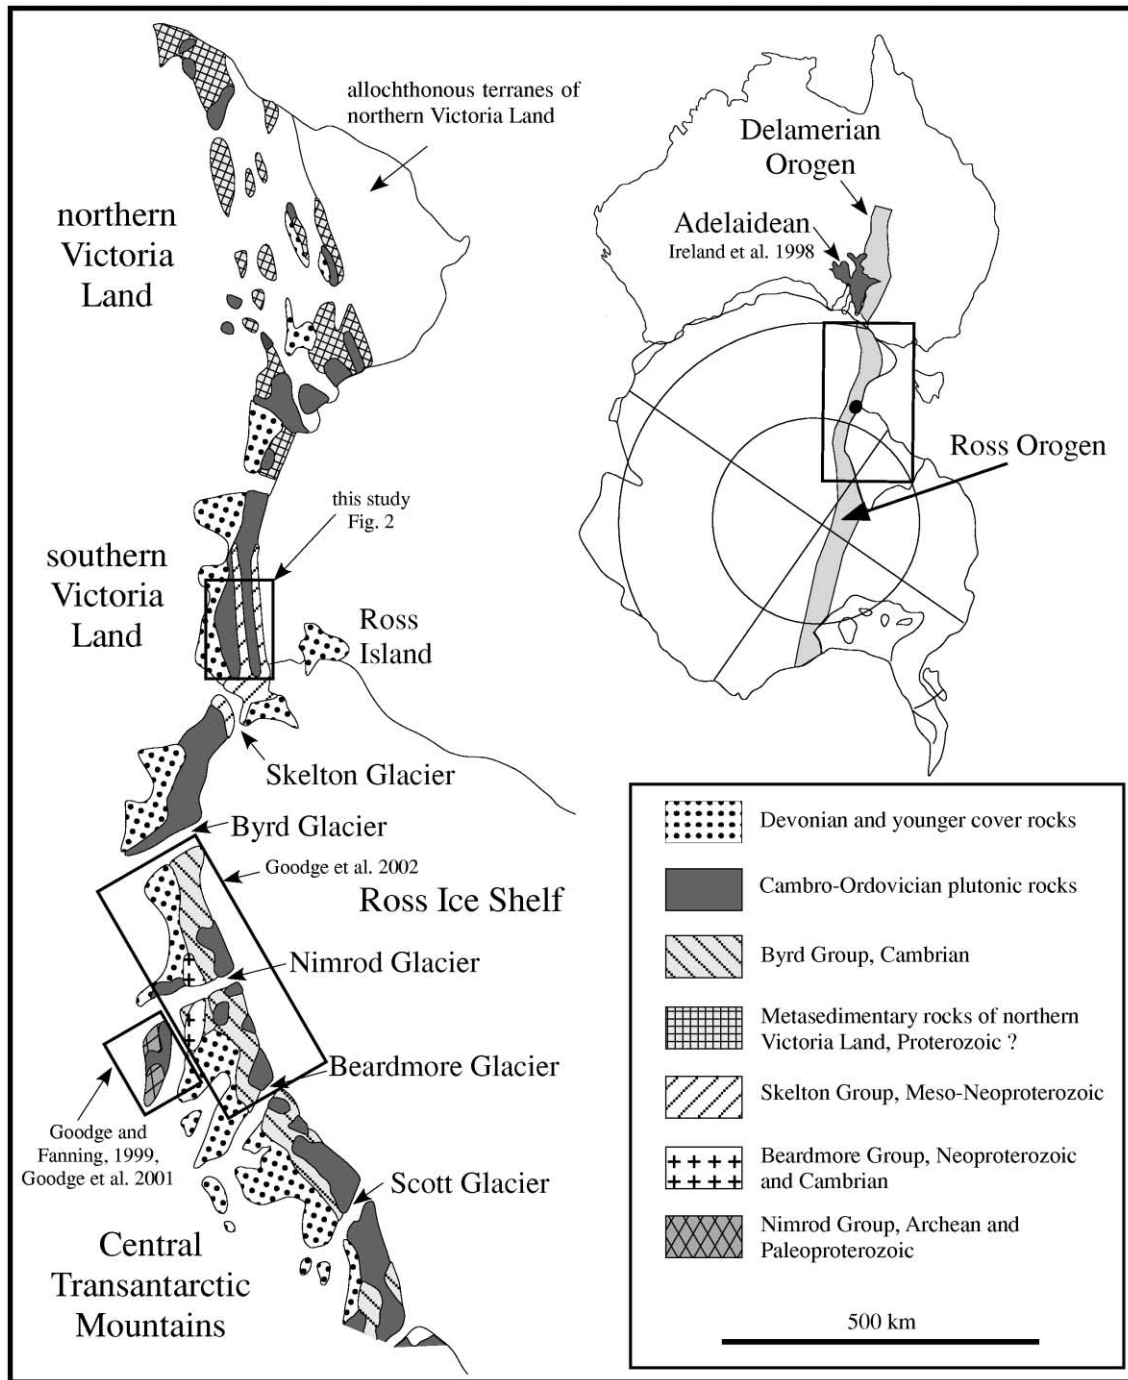 allochthonous terranes of
northern Victoria Land
northern
Victoria
Land
this study
Fig. 2
southern
Victoria
Land
Ross
Island
Skelton Glacier
Byrd Glacier
Goodge et al. 2002
Ross Ice Shelf
Nimrod Glacier
Beardmore Glacier
Goodge and
Fanning, 1999,
Goodge et al. 2001
Scott Glacier
Central
Transantarctic
Mountains
Delamerian
Orogen
Adelaidean
Ireland et al. 1998
Ross Orogen
Devonian and younger cover rocks
Cambro-Ordovician plutonic rocks
Byrd Group, Cambrian
Metasedimentary rocks of northern
Victoria Land, Proterozoic ?
Skelton Group, Meso-Neoproterozoic
Beardmore Group, Neoproterozoic
and Cambrian
Nimrod Group, Archean and
Paleoproterozoic
500 km